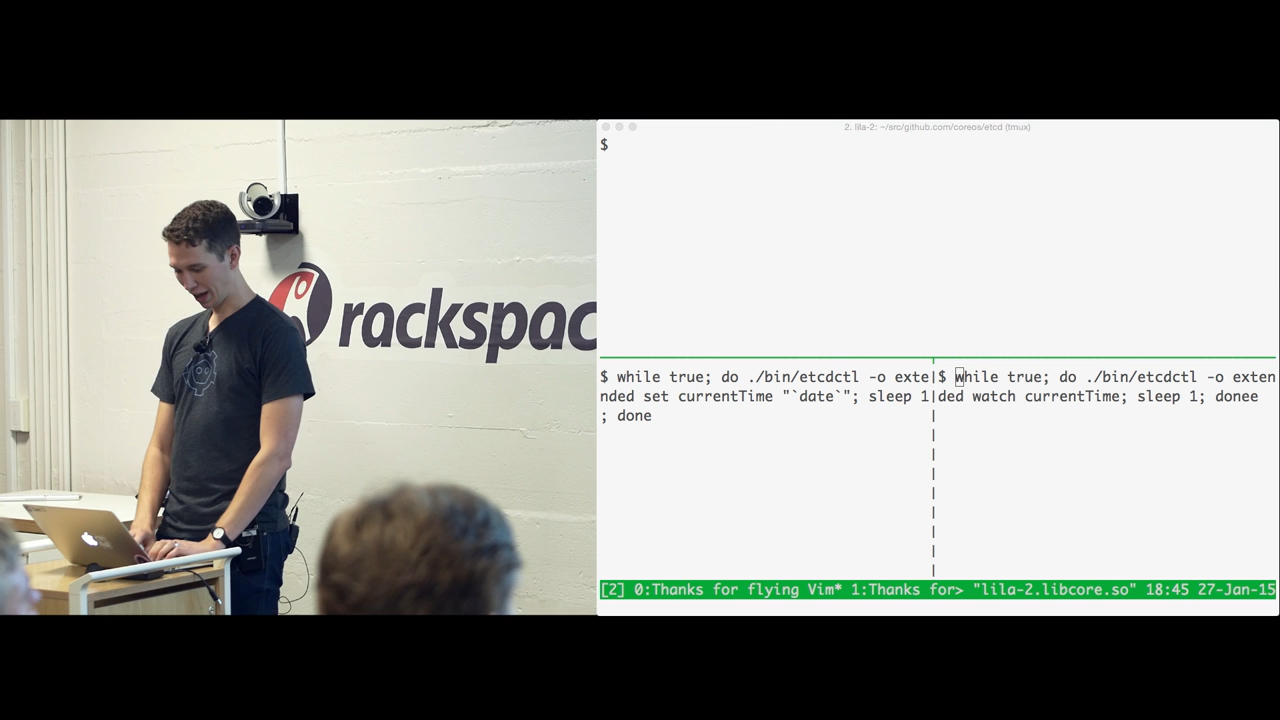 rackspac
2. lila-2: ~/src/github.com/coreos/etcd (tmux)
$
$ while true; do ./bin/etcdctl -o exte
nded set currentTime "`date`"; sleep 1
; done
$ while true; do ./bin/etcdctl -o exten
ded watch currentTime; sleep 1; donee
[2] 0:Thanks for flying Vim* 1:Thanks for> "lila-2.libcore.so" 18:45 27-Jan-15